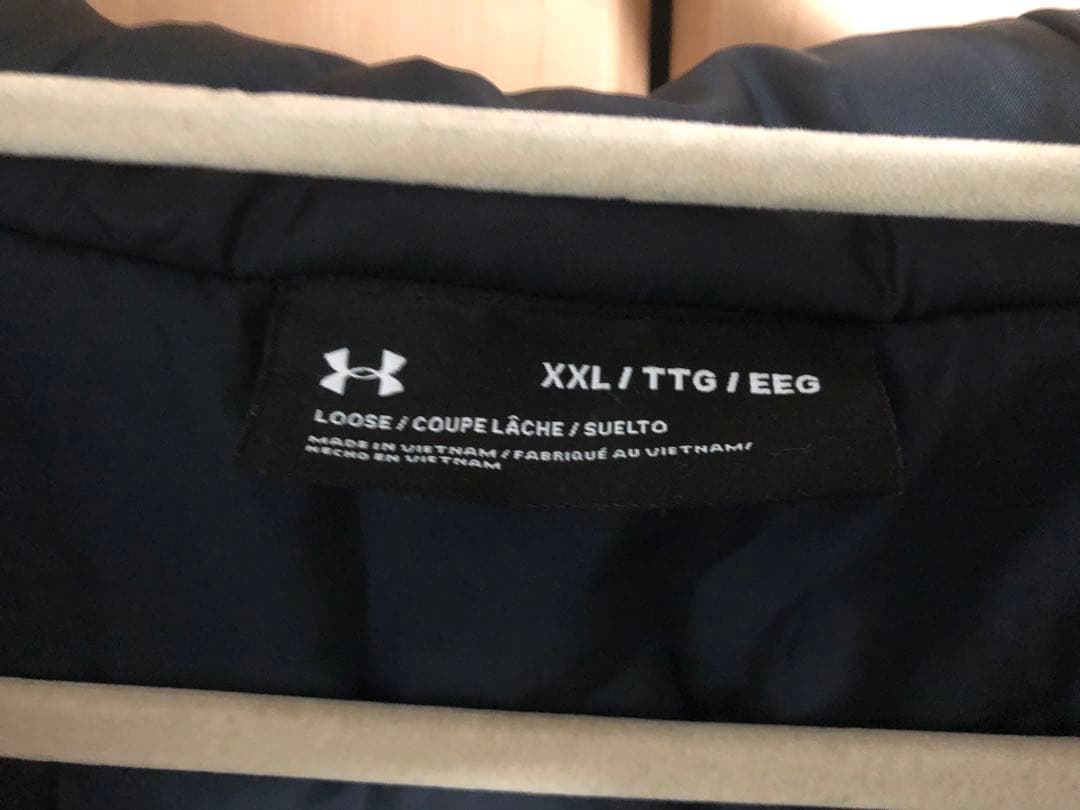 XXL / TTG / EEG
LOOSE / COUPE LÂCHE / SUELTO
MADE IN VIETNAM / FABRIQUÉ AU VIETNAM /
HECHO EN VIETNAM